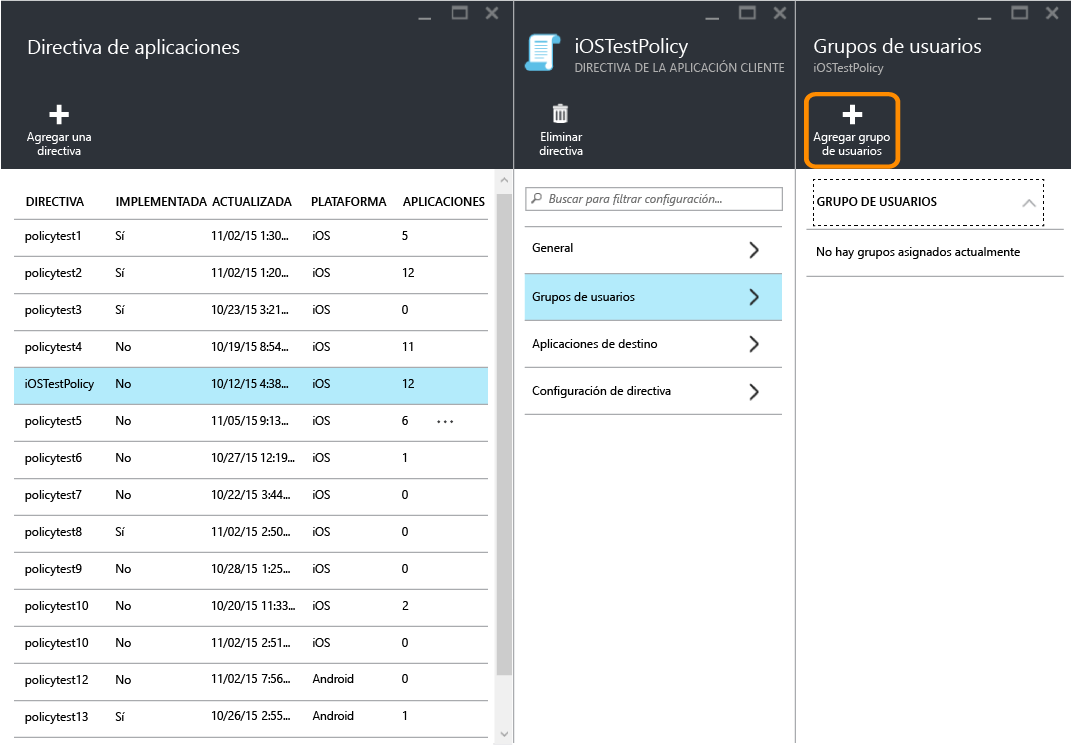 Directiva de aplicaciones
Agregar una
directiva
DIRECTIVA IMPLEMENTADA ACTUALIZADA PLATAFORMA APLICACIONES
policytest1 Sí 11/02/15 1:30... iOS 5
policytest2 Sí 11/02/15 1:20... iOS 12
policytest3 Sí 10/23/15 3:21... iOS 0
policytest4 No 10/19/15 8:54... iOS 11
iOSTestPolicy No 10/12/15 4:38... iOS 12
policytest5 No 11/05/15 9:13... iOS 6 ...
policytest6 No 10/27/15 12:19... iOS 1
policytest7 No 10/22/15 3:44... iOS 0
policytest8 Sí 11/02/15 2:50... iOS 0
policytest9 No 10/28/15 1:25... iOS 0
policytest10 No 10/20/15 11:33... iOS 2
policytest10 No 11/02/15 2:51... iOS 0
policytest12 No 11/02/15 7:56... Android 0
policytest13 Sí 10/26/15 2:55... Android 1
iOSTestPolicy
DIRECTIVA DE LA APLICACIÓN CLIENTE
Eliminar
directiva
Buscar para filtrar configuración...
General
Grupos de usuarios
Aplicaciones de destino
Configuración de directiva
Grupos de usuarios
iOSTestPolicy
Agregar grupo
de usuarios
GRUPO DE USUARIOS
No hay grupos asignados actualmente